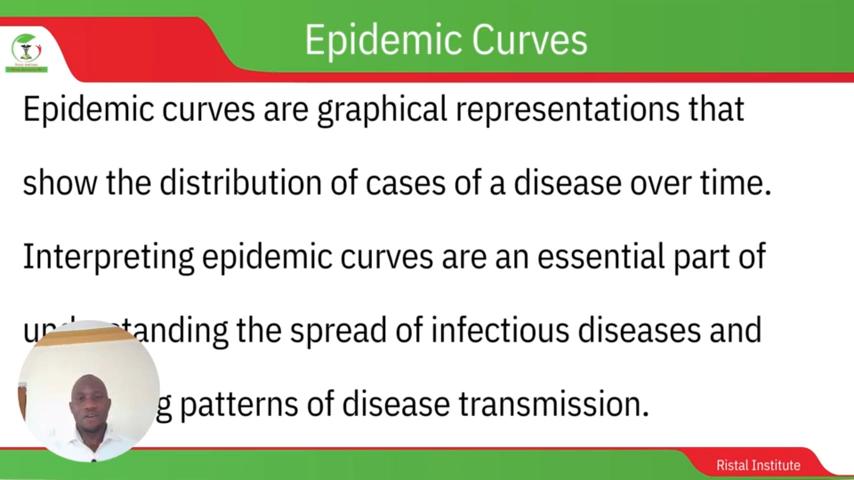 Epidemic Curves
Epidemic curves are graphical representations that
show the distribution of cases of a disease over time.
Interpreting epidemic curves are an essential part of
the spread of infectious diseases and
patterns of disease transmission.
Ristal Institute